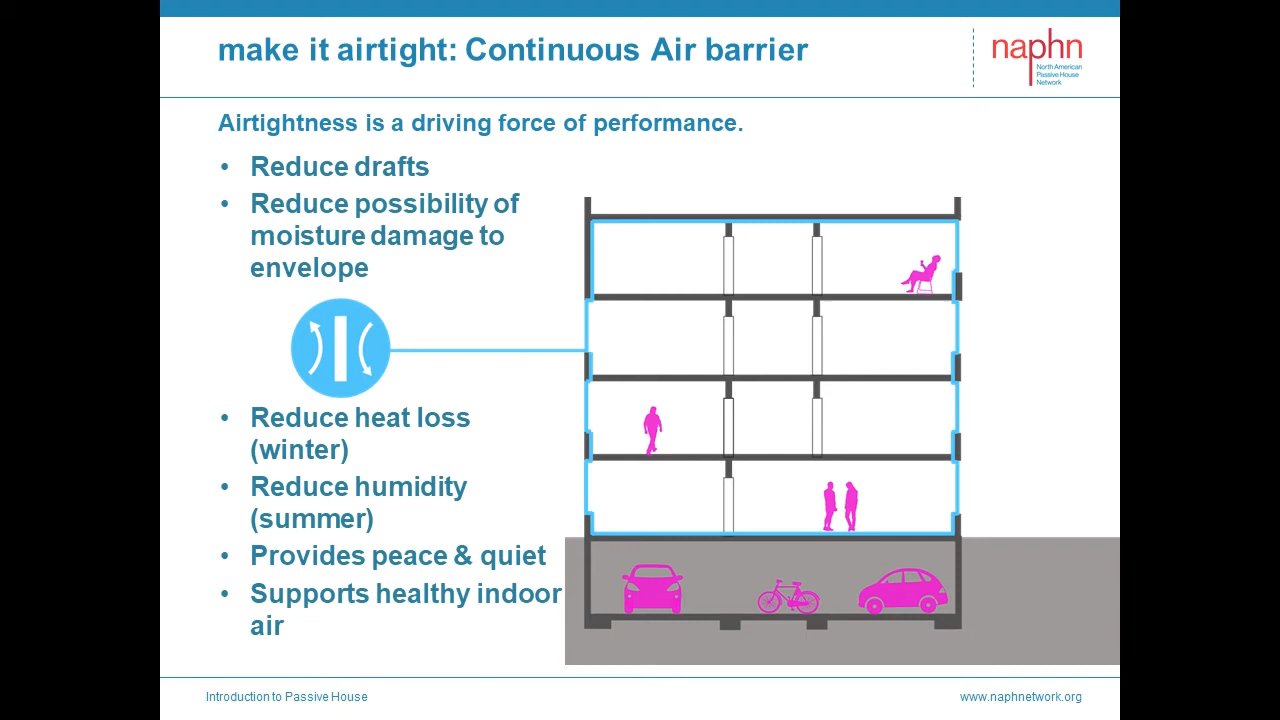 make it airtight: Continuous Air barrier
naphn
North American
Passive House
Network
Airtightness is a driving force of performance.
• Reduce drafts
• Reduce possibility of
moisture damage to
envelope
• Reduce heat loss
(winter)
• Reduce humidity
(summer)
• Provides peace & quiet
• Supports healthy indoor
air
Introduction to Passive House
www.naphnetwork.org